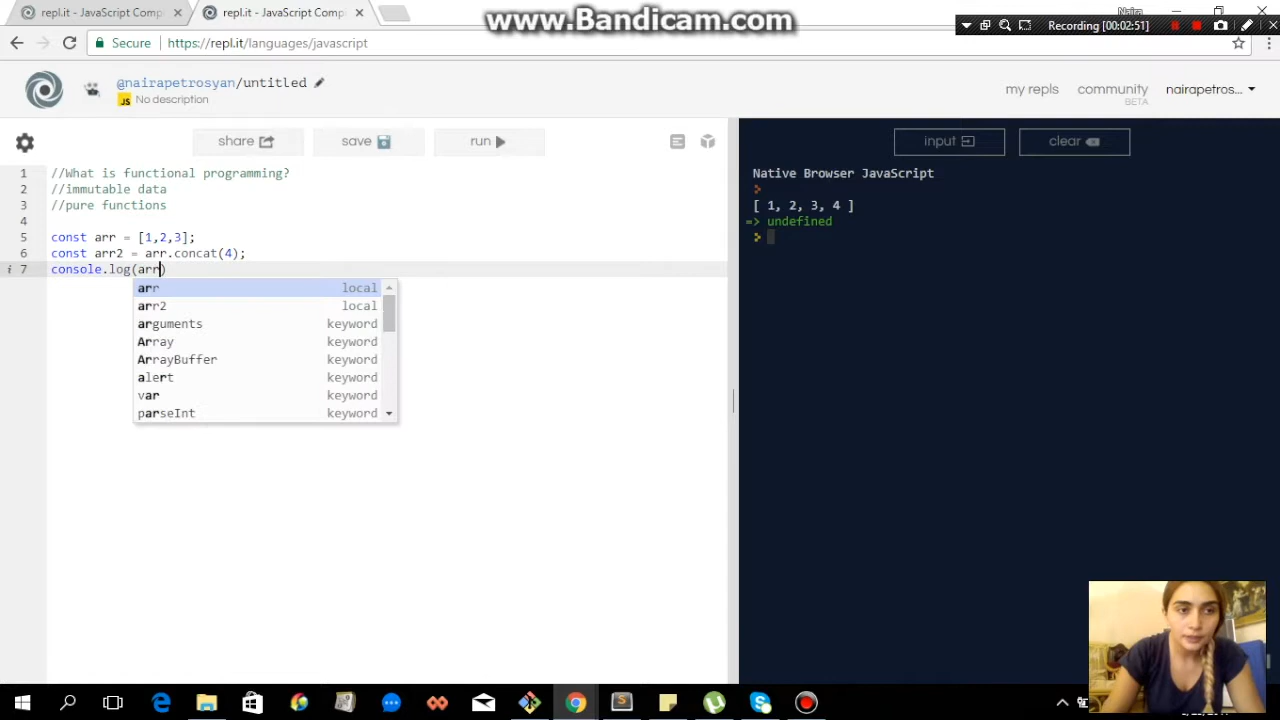 repl.it - JavaScript Comp
repl.it - JavaScript Compi
www.Bandicam.com
Naira
Recording [00:02:51]
Secure
https://repl.it/languages/javascript
@nairapetrosyan/untitled
JS No description
my repls
community
BETA
nairapetros...
share
save
run
input
clear
1 //What is functional programming?
2 //immutable data
3 //pure functions
4
5 const arr = [1,2,3];
6 const arr2 = arr.concat(4);
i 7 console.log(arr)
arr local
arr2 local
arguments keyword
Array keyword
ArrayBuffer keyword
alert keyword
var keyword
parseInt keyword
Native Browser JavaScript
[ 1, 2, 3, 4 ]
=> undefined